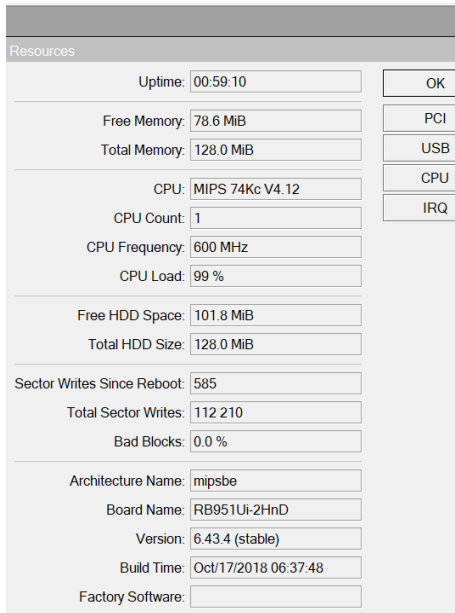 Resources
Uptime: 00:59:10
OK
Free Memory: 78.6 MiB
PCI
Total Memory: 128.0 MiB
USB
CPU: MIPS 74Kc V4.12
CPU
CPU Count: 1
IRQ
CPU Frequency: 600 MHz
CPU Load: 99 %
Free HDD Space: 101.8 MiB
Total HDD Size: 128.0 MiB
Sector Writes Since Reboot: 585
Total Sector Writes: 112 210
Bad Blocks: 0.0 %
Architecture Name: mipsbe
Board Name: RB951Ui-2HnD
Version: 6.43.4 (stable)
Build Time: Oct/17/2018 06:37:48
Factory Software: